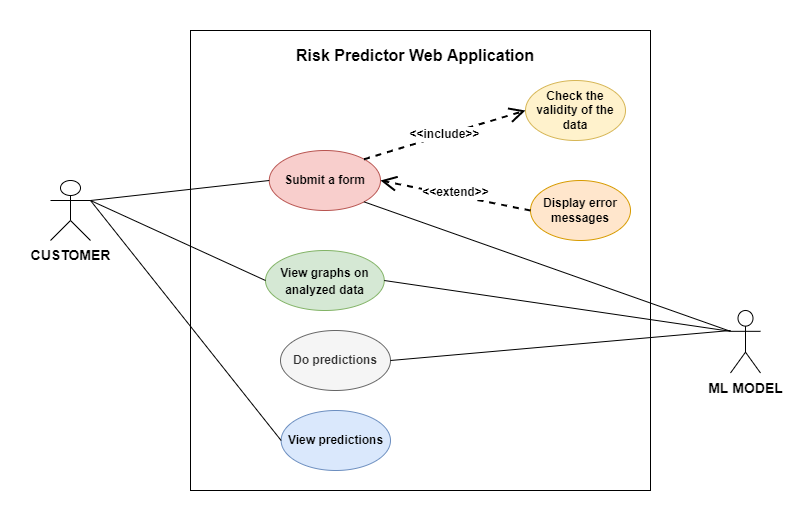 Risk Predictor Web Application
Check the
validity of the
data
<<include>>
Submit a form
<<extend>>
Display error
messages
CUSTOMER
View graphs on
analyzed data
Do predictions
ML MODEL
View predictions